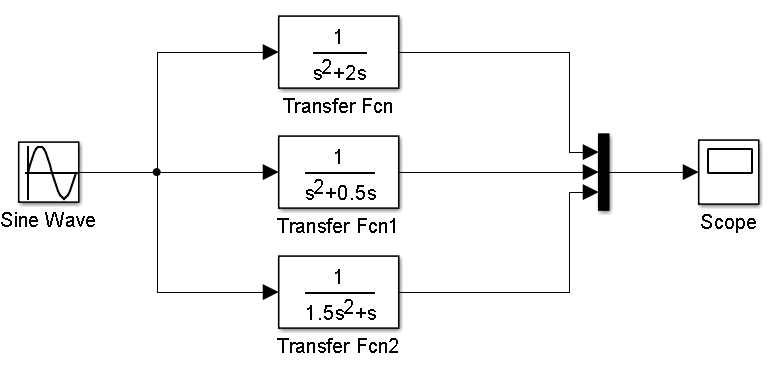 1
s²+2s
Transfer Fcn
1
s²+0.5s
Sine Wave
Transfer Fcn1
Scope
1
1.5s²+s
Transfer Fcn2